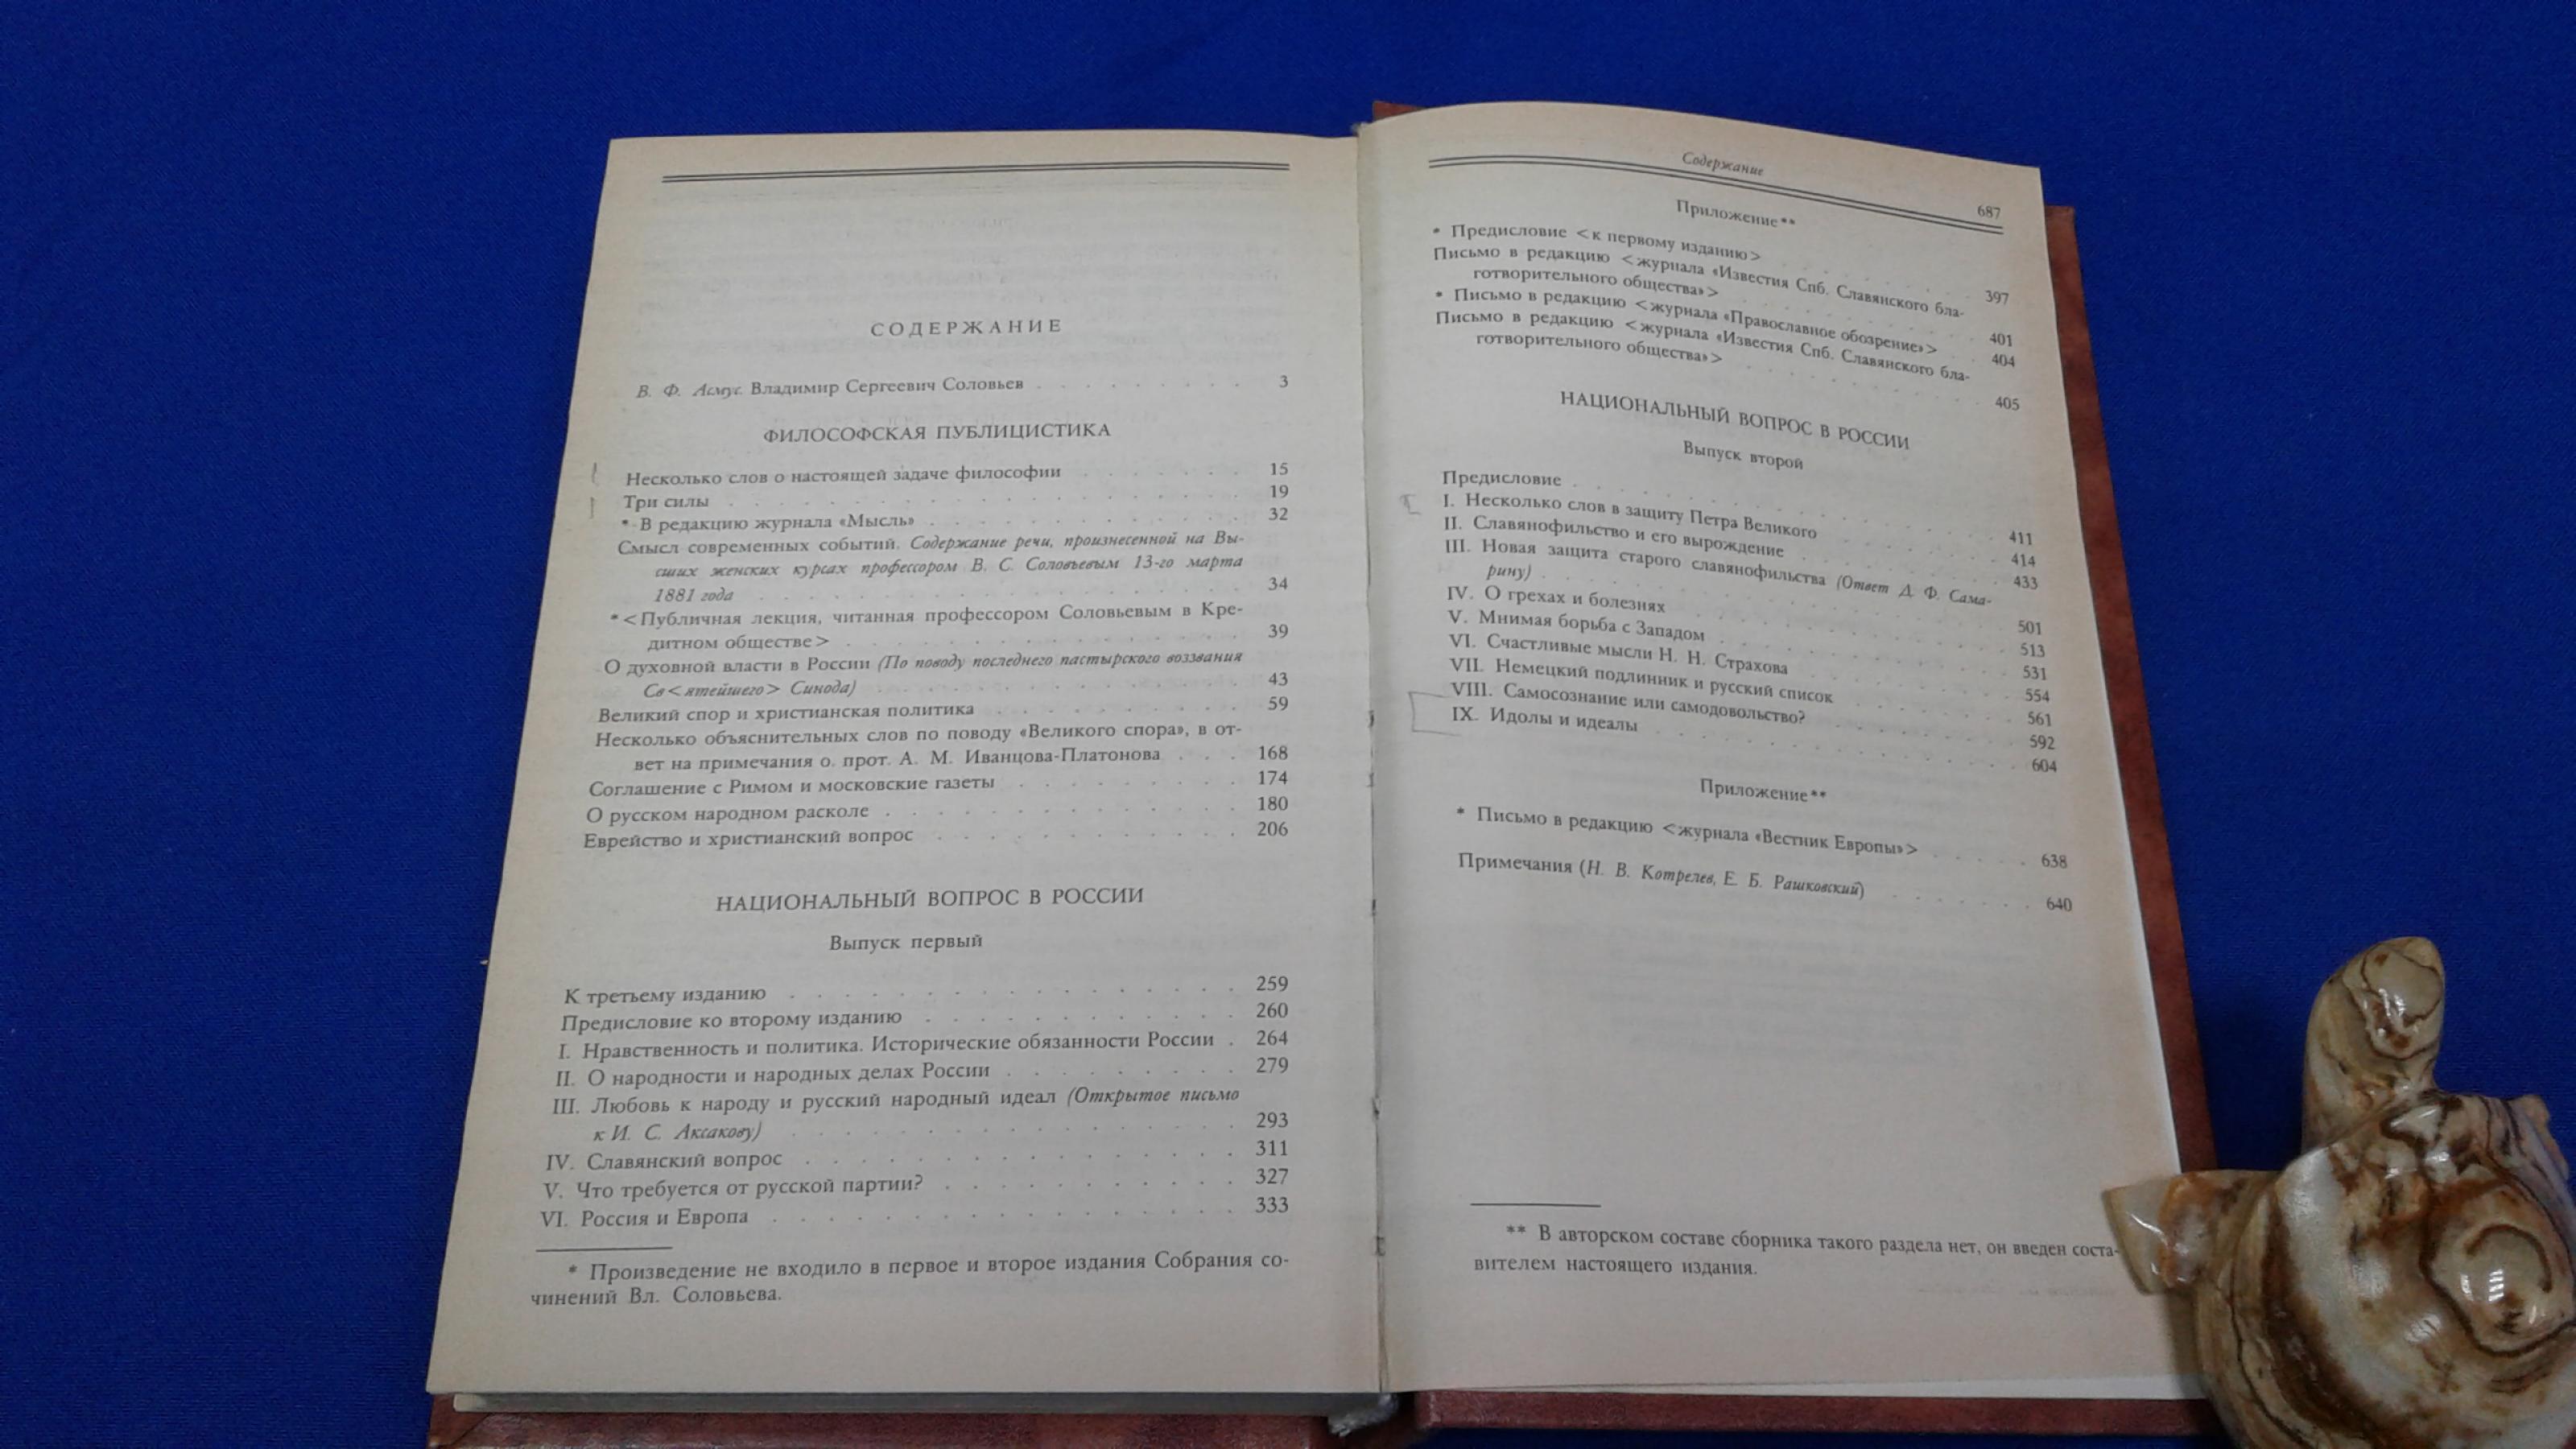 СОДЕРЖАНИЕ
В. Ф. Асмус. Владимир Сергеевич Соловьев . . . . . . . . . 3
ФИЛОСОФСКАЯ ПУБЛИЦИСТИКА
Несколько слов о настоящей задаче философии . . . . . . . 15
Три силы . . . . . . . . . . . . . . . . . . 19
* В редакцию журнала «Мысль» . . . . . . . . . . . . 32
Смысл современных событий. Содержание речи, произнесенной на Вы-
сших женских курсах профессором В. С. Соловьевым 13-го марта
1881 года . . . . . . . . . . . . . . . . . 34
* <Публичная лекция, читанная профессором Соловьевым в Кре-
дитном обществе> . . . . . . . . . . . . . . . 39
О духовной власти в России (По поводу последнего пастырского воззвания
Св<ятейшего> Синода) . . . . . . . . . . . . . 43
Великий спор и христианская политика . . . . . . . . . 59
Несколько объяснительных слов по поводу «Великого спора», в от-
вет на примечания о. прот. А. М. Иванцова-Платонова . . . 168
Соглашение с Римом и московские газеты . . . . . . . . 174
О русском народном расколе . . . . . . . . . . . . 180
Еврейство и христианский вопрос . . . . . . . . . . . 206
НАЦИОНАЛЬНЫЙ ВОПРОС В РОССИИ
Выпуск первый
К третьему изданию . . . . . . . . . . . . . . . 259
Предисловие ко второму изданию . . . . . . . . . . . 260
I. Нравственность и политика. Исторические обязанности России . 264
II. О народности и народных делах России . . . . . . . . . 279
III. Любовь к народу и русский народный идеал (Открытое письмо
к И. С. Аксакову) . . . . . . . . . . . . . . . 293
IV. Славянский вопрос . . . . . . . . . . . . . . . 311
V. Что требуется от русской партии? . . . . . . . . . . 327
VI. Россия и Европа . . . . . . . . . . . . . . . . 333
* Произведение не входило в первое и второе издания Собрания со-
чинений Вл. Соловьева.
Содержание
687
Приложение**
* Предисловие <к первому изданию> . . . . . . . . . 397
Письмо в редакцию <журнала «Известия Спб. Славянского бла-
готворительного общества»> . . . . . . . . . . . 401
* Письмо в редакцию <журнала «Православное обозрение»> . . 404
Письмо в редакцию <журнала «Известия Спб. Славянского бла-
готворительного общества»> . . . . . . . . . . . 405
НАЦИОНАЛЬНЫЙ ВОПРОС В РОССИИ
Выпуск второй
Предисловие . . . . . . . . . . . . . . . . . 411
I. Несколько слов в защиту Петра Великого . . . . . . . 414
II. Славянофильство и его вырождение . . . . . . . . . 433
III. Новая защита старого славянофильства (Ответ Д. Ф. Сама-
рину) . . . . . . . . . . . . . . . . . . . 501
IV. О грехах и болезнях . . . . . . . . . . . . . . 513
V. Мнимая борьба с Западом . . . . . . . . . . . . 531
VI. Счастливые мысли Н. Н. Страхова . . . . . . . . . 554
VII. Немецкий подлинник и русский список . . . . . . . . 561
VIII. Самосознание или самодовольство? . . . . . . . . . 592
IX. Идолы и идеалы . . . . . . . . . . . . . . . 604
Приложение**
* Письмо в редакцию <журнала «Вестник Европы»> . . . . . 638
Примечания (Н. В. Котрелев, Е. Б. Рашковский) . . . . . . 640
** В авторском составе сборника такого раздела нет, он введен соста-
вителем настоящего издания.